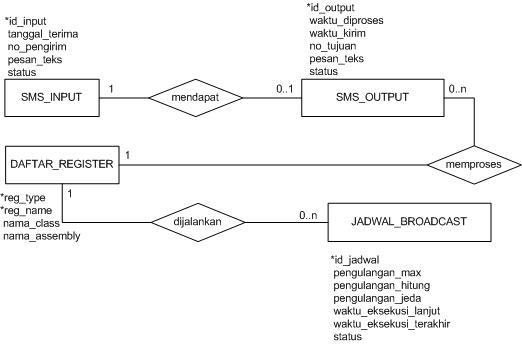 *id_input
tanggal_terima
no_pengirim
pesan_teks
status
*id_output
waktu_diproses
waktu_kirim
no_tujuan
pesan_teks
status
SMS_INPUT
1
mendapat
0..1
SMS_OUTPUT
0..n
DAFTAR_REGISTER
1
memproses
*reg_type
*reg_name
nama_class
nama_assembly
1
dijalankan
0..n
JADWAL_BROADCAST
*id_jadwal
pengulangan_max
pengulangan_hitung
pengulangan_jeda
waktu_eksekusi_lanjut
waktu_eksekusi_terakhir
status